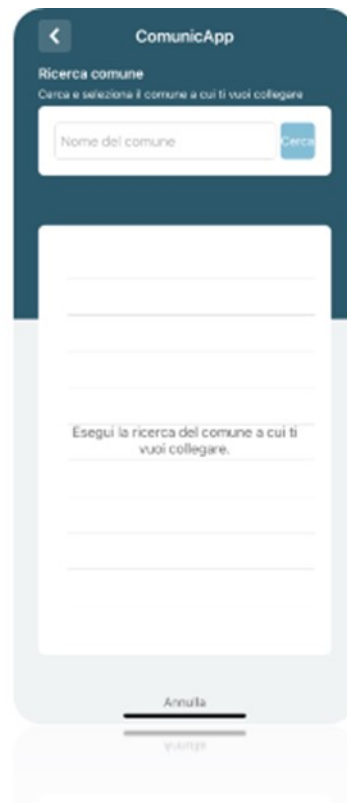 ComunicApp
Ricerca comune
Cerca e seleziona il comune a cui ti vuoi collegare
Nome del comune
Cerca
Esegui la ricerca del comune a cui ti
vuoi collegare.
Annulla